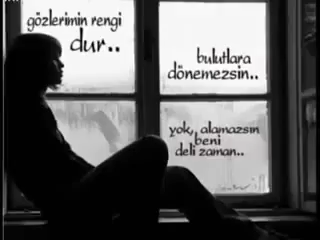 gözlerimin rengi
dur..
bulutlara
dönemezsin..
yok, alamazsın
beni
deli zaman..